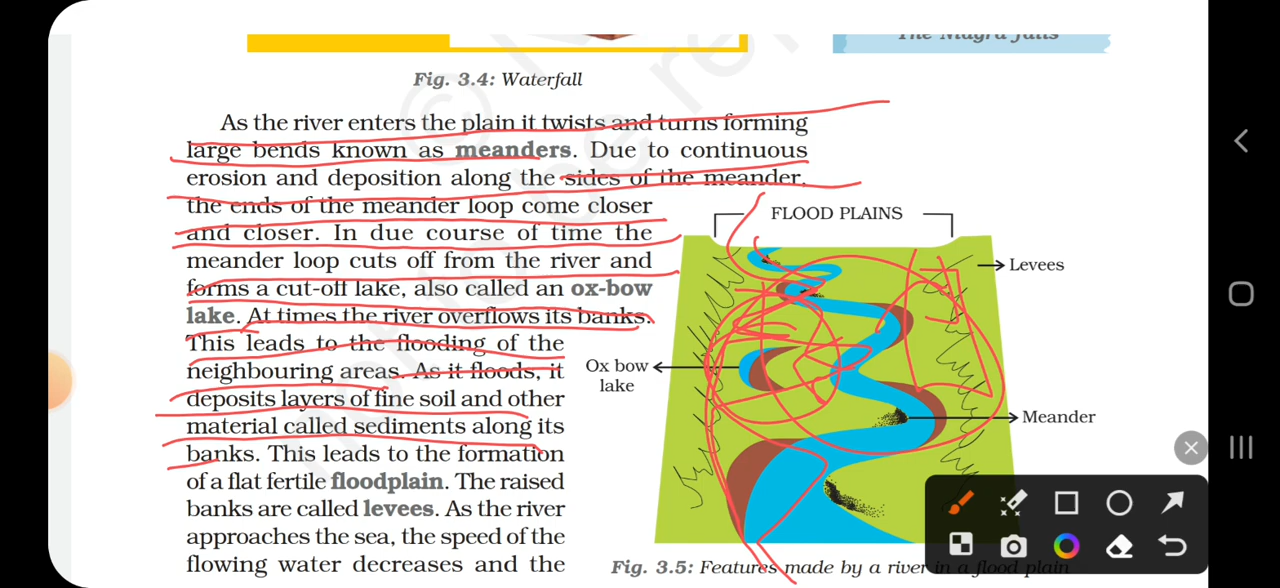 The Niagra falls
Fig. 3.4: Waterfall
As the river enters the plain it twists and turns forming
large bends known as meanders. Due to continuous
erosion and deposition along the sides of the meander,
the ends of the meander loop come closer
and closer. In due course of time the
meander loop cuts off from the river and
forms a cut-off lake, also called an ox-bow
lake. At times the river overflows its banks.
This leads to the flooding of the
neighbouring areas. As it floods, it
deposits layers of fine soil and other
material called sediments along its
banks. This leads to the formation
of a flat fertile floodplain. The raised
banks are called levees. As the river
approaches the sea, the speed of the
flowing water decreases and the
FLOOD PLAINS
Levees
Ox bow
lake
Meander
Fig. 3.5: Features made by a river in a flood plain